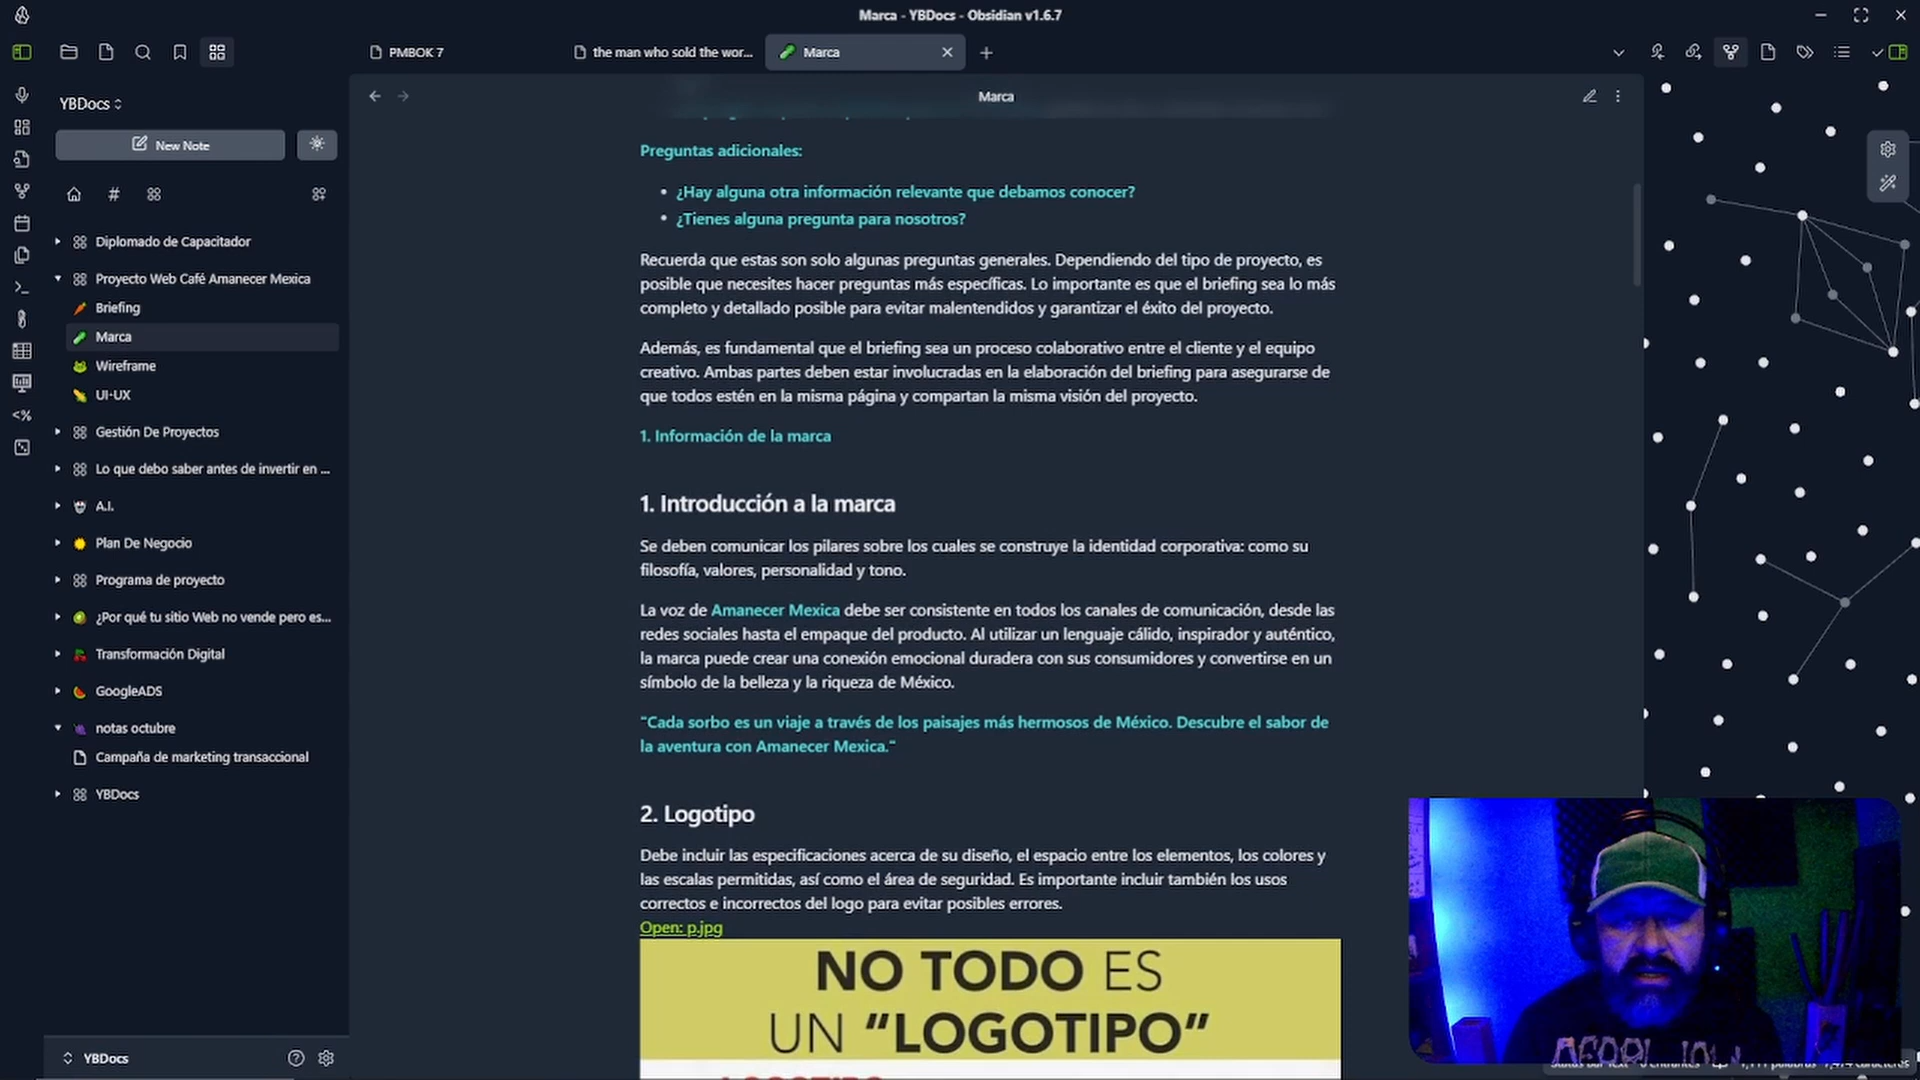 Marca - YBDocs - Obsidian v1.6.7
PMBOK 7
the man who sold the wor...
Marca
YBDocs
New Note
Diplomado de Capacitador
Proyecto Web Café Amanecer Mexica
Briefing
Marca
Wireframe
UI-UX
Gestión De Proyectos
Lo que debo saber antes de invertir en ...
A.I.
Plan De Negocio
Programa de proyecto
¿Por qué tu sitio Web no vende pero es...
Transformación Digital
GoogleADS
notas octubre
Campaña de marketing transaccional
YBDocs
YBDocs
Marca
Preguntas adicionales:
• ¿Hay alguna otra información relevante que debamos conocer?
• ¿Tienes alguna pregunta para nosotros?
Recuerda que estas son solo algunas preguntas generales. Dependiendo del tipo de proyecto, es
posible que necesites hacer preguntas más específicas. Lo importante es que el briefing sea lo más
completo y detallado posible para evitar malentendidos y garantizar el éxito del proyecto.
Además, es fundamental que el briefing sea un proceso colaborativo entre el cliente y el equipo
creativo. Ambas partes deben estar involucradas en la elaboración del briefing para asegurarse de
que todos estén en la misma página y compartan la misma visión del proyecto.
1. Información de la marca
1. Introducción a la marca
Se deben comunicar los pilares sobre los cuales se construye la identidad corporativa: como su
filosofía, valores, personalidad y tono.
La voz de Amanecer Mexica debe ser consistente en todos los canales de comunicación, desde las
redes sociales hasta el empaque del producto. Al utilizar un lenguaje cálido, inspirador y auténtico,
la marca puede crear una conexión emocional duradera con sus consumidores y convertirse en un
símbolo de la belleza y la riqueza de México.
"Cada sorbo es un viaje a través de los paisajes más hermosos de México. Descubre el sabor de
la aventura con Amanecer Mexica."
2. Logotipo
Debe incluir las especificaciones acerca de su diseño, el espacio entre los elementos, los colores y
las escalas permitidas, así como el área de seguridad. Es importante incluir también los usos
correctos e incorrectos del logo para evitar posibles errores.
Open: p.jpg
NO TODO ES
UN “LOGOTIPO”